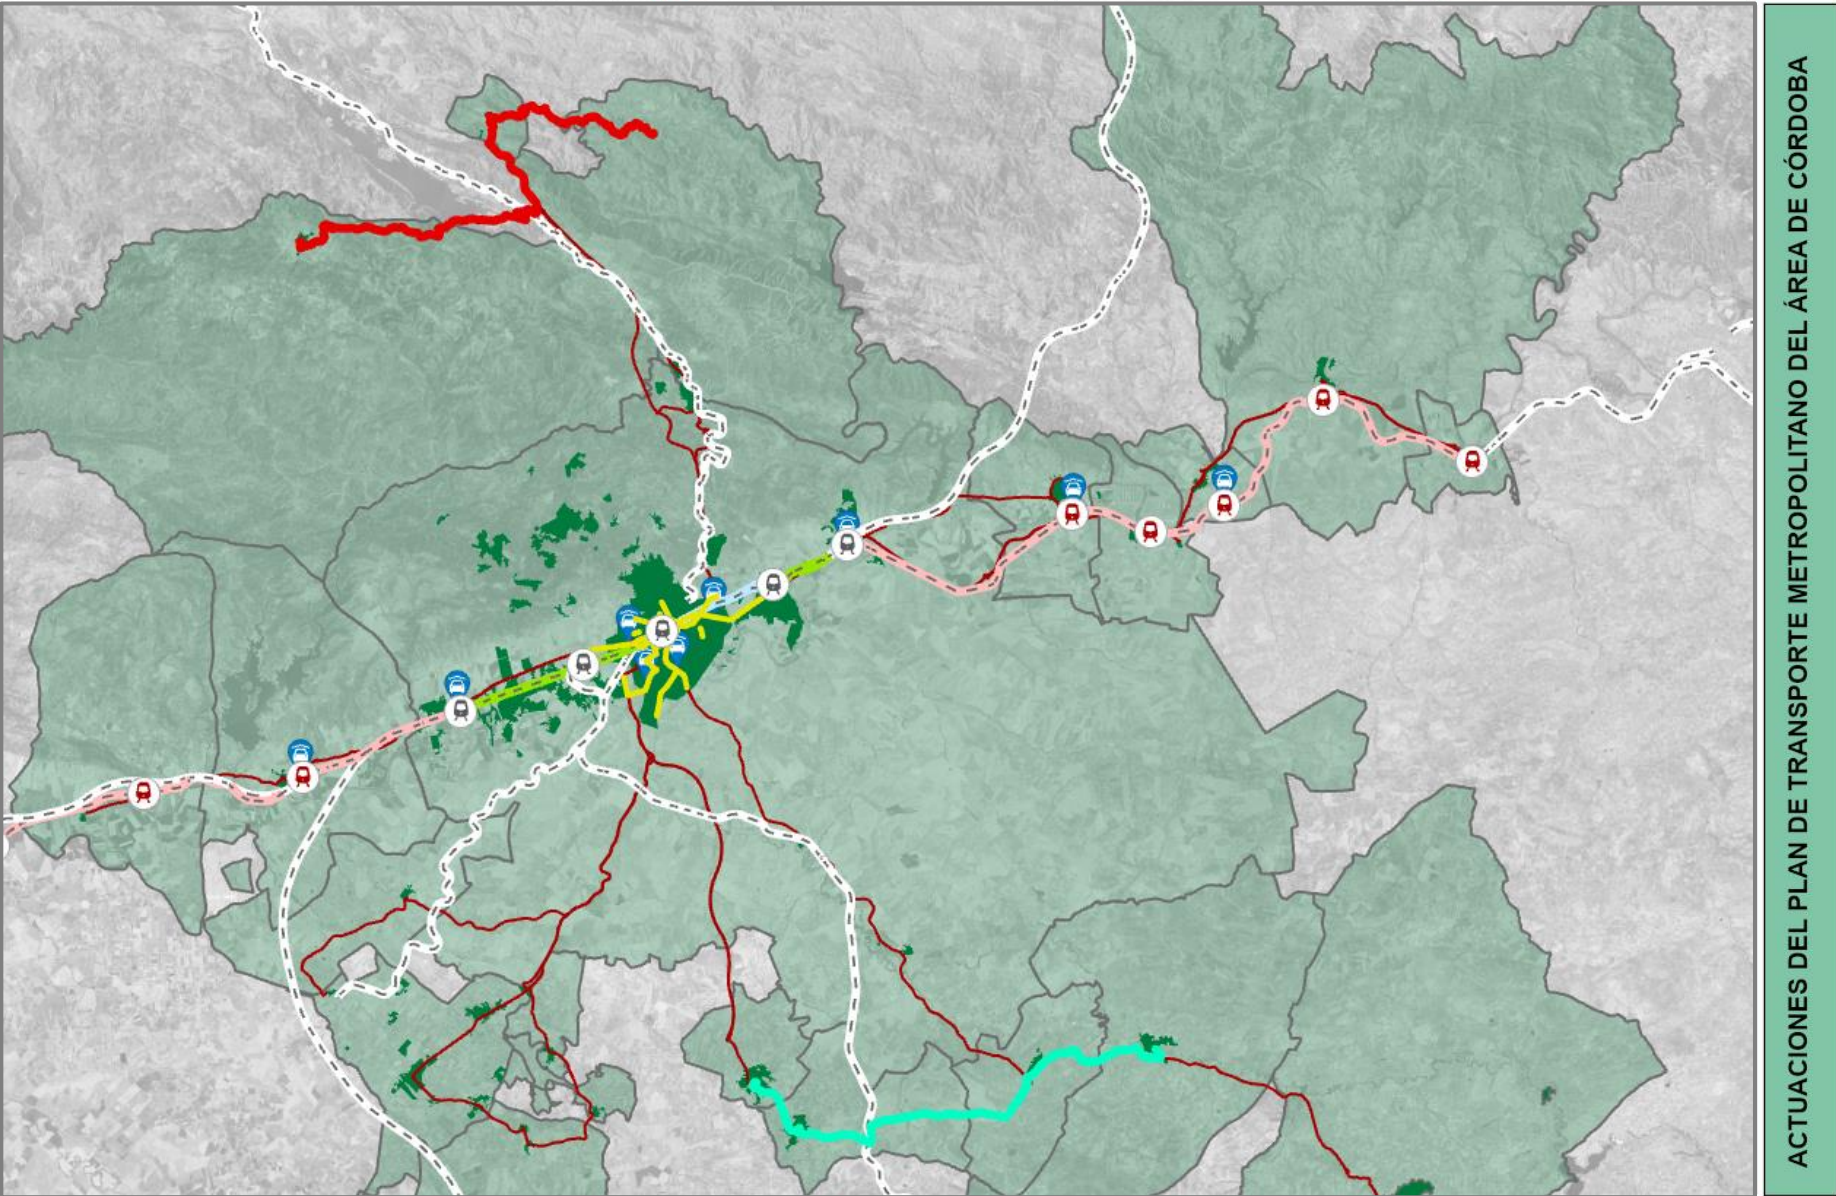 ACTUACIONES DEL PLAN DE TRANSPORTE METROPOLITANO DEL ÁREA DE CÓRDOBA